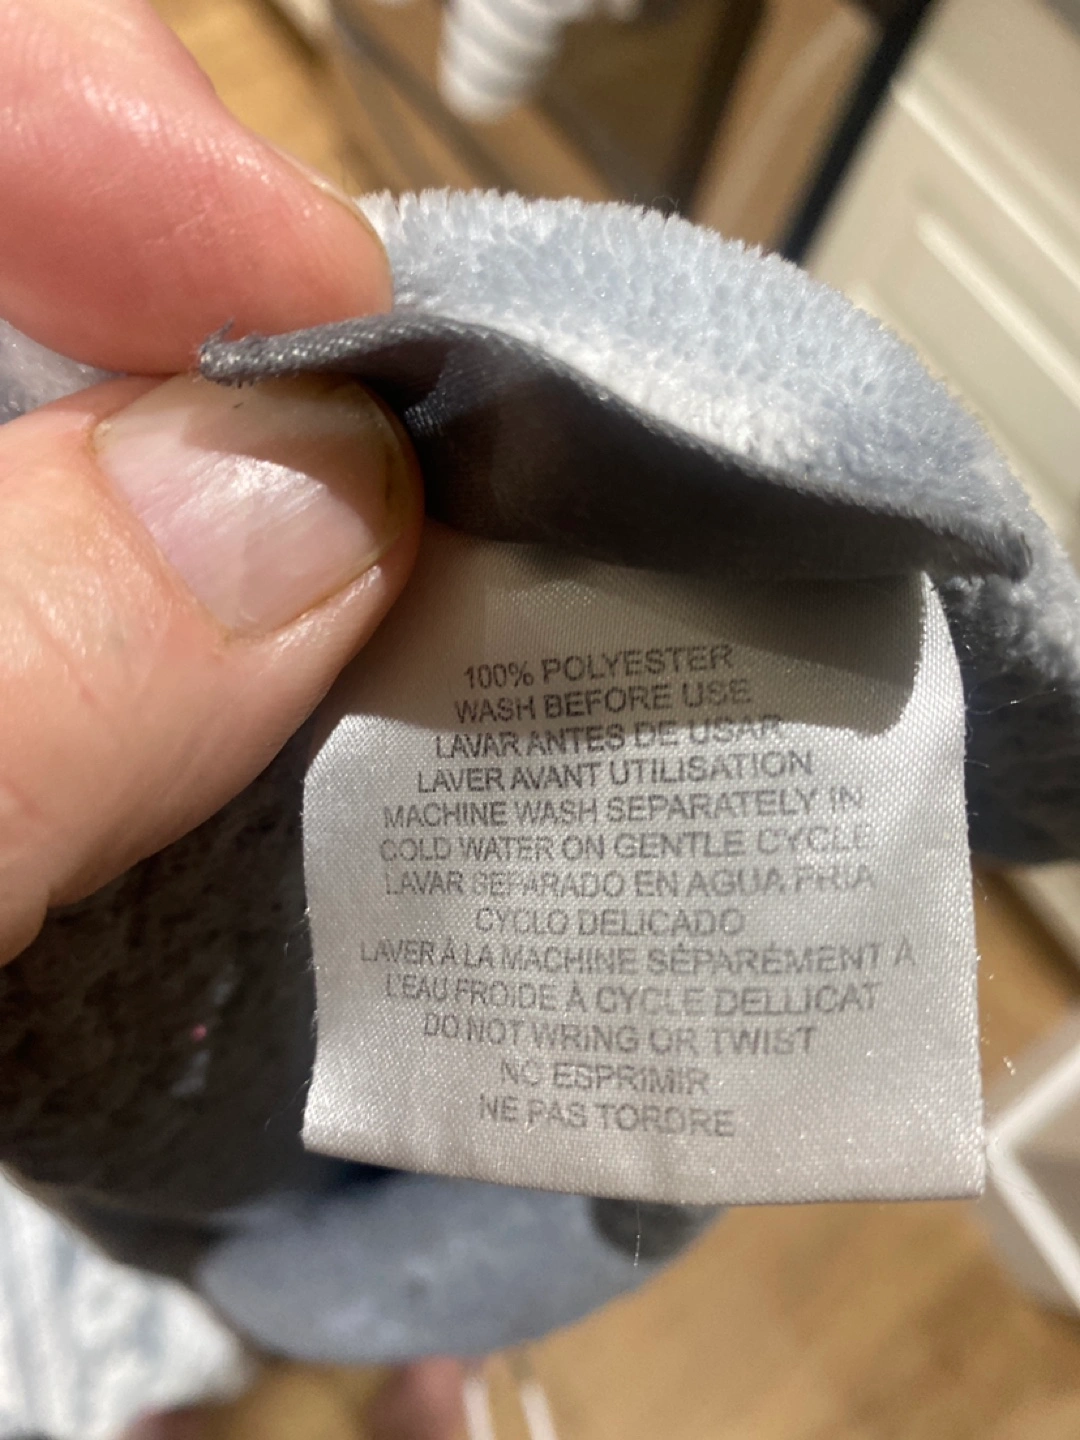 100% POLYESTER
WASH BEFORE USE
LAVAR ANTES DE USAR
LAVER AVANT UTILISATION
MACHINE WASH SEPARATELY IN
COLD WATER ON GENTLE CYCLE
LAVAR SEPARADO EN AGUA FRIA
CYCLO DELICADO
LAVER À LA MACHINE SÉPARÉMENT À
L'EAU FROIDE À CYCLE DELLICAT
DO NOT WRING OR TWIST
NO ESPRIMIR
NE PAS TORDRE